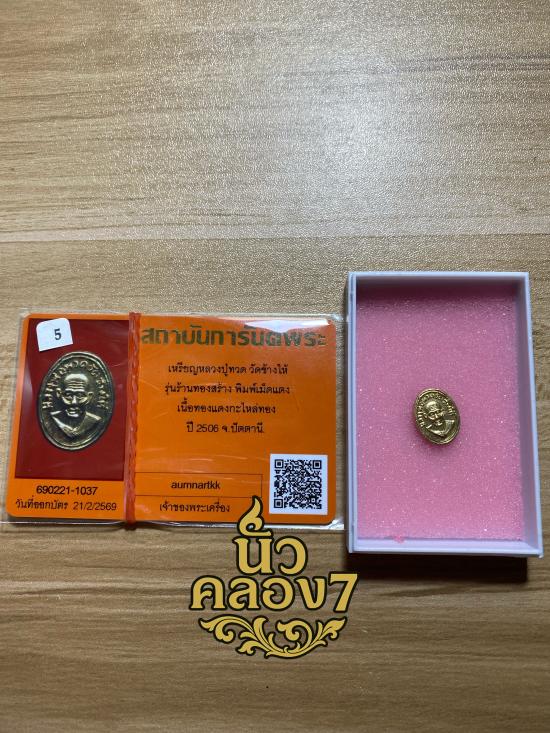 5
สถาบันการันตีพระ
เหรียญหลวงปู่ทวด วัดช้างให้
รุ่นร้านทองสร้าง พิมพ์เม็ดแตง
เนื้อทองแดงกะไหล่ทอง
ปี 2506 จ.ปัตตานี.
690221-1037
วันที่ออกบัตร 21/2/2569
aumnartkk
เจ้าของพระเครื่อง
นิว
คลอง7